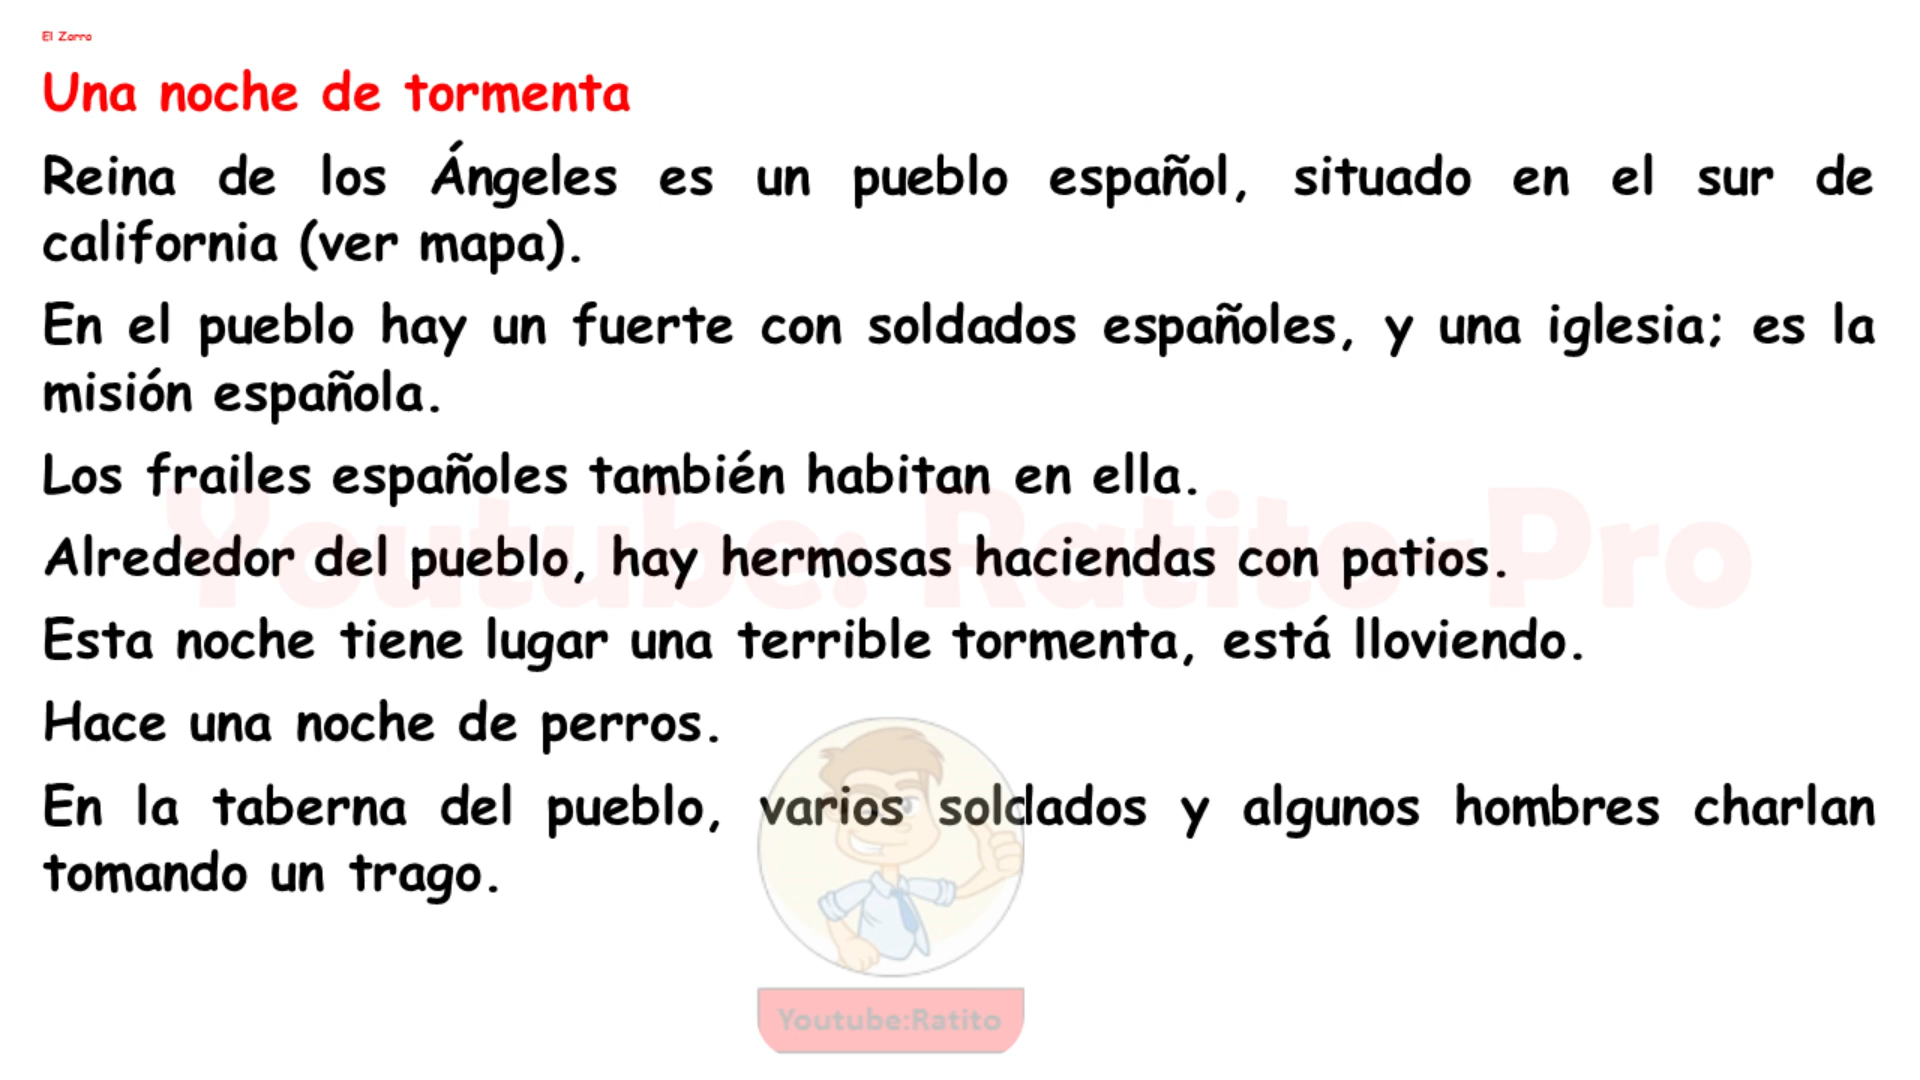 El Zorro
Una noche de tormenta
Reina de los Ángeles es un pueblo español, situado en el sur de
california (ver mapa).
En el pueblo hay un fuerte con soldados españoles, y una iglesia; es la
misión española.
Los frailes españoles también habitan en ella.
Youtube: Ratito-Pro
Alrededor del pueblo, hay hermosas haciendas con patios.
Esta noche tiene lugar una terrible tormenta, está lloviendo.
Hace una noche de perros.
En la taberna del pueblo, varios soldados y algunos hombres charlan
tomando un trago.
Youtube:Ratito